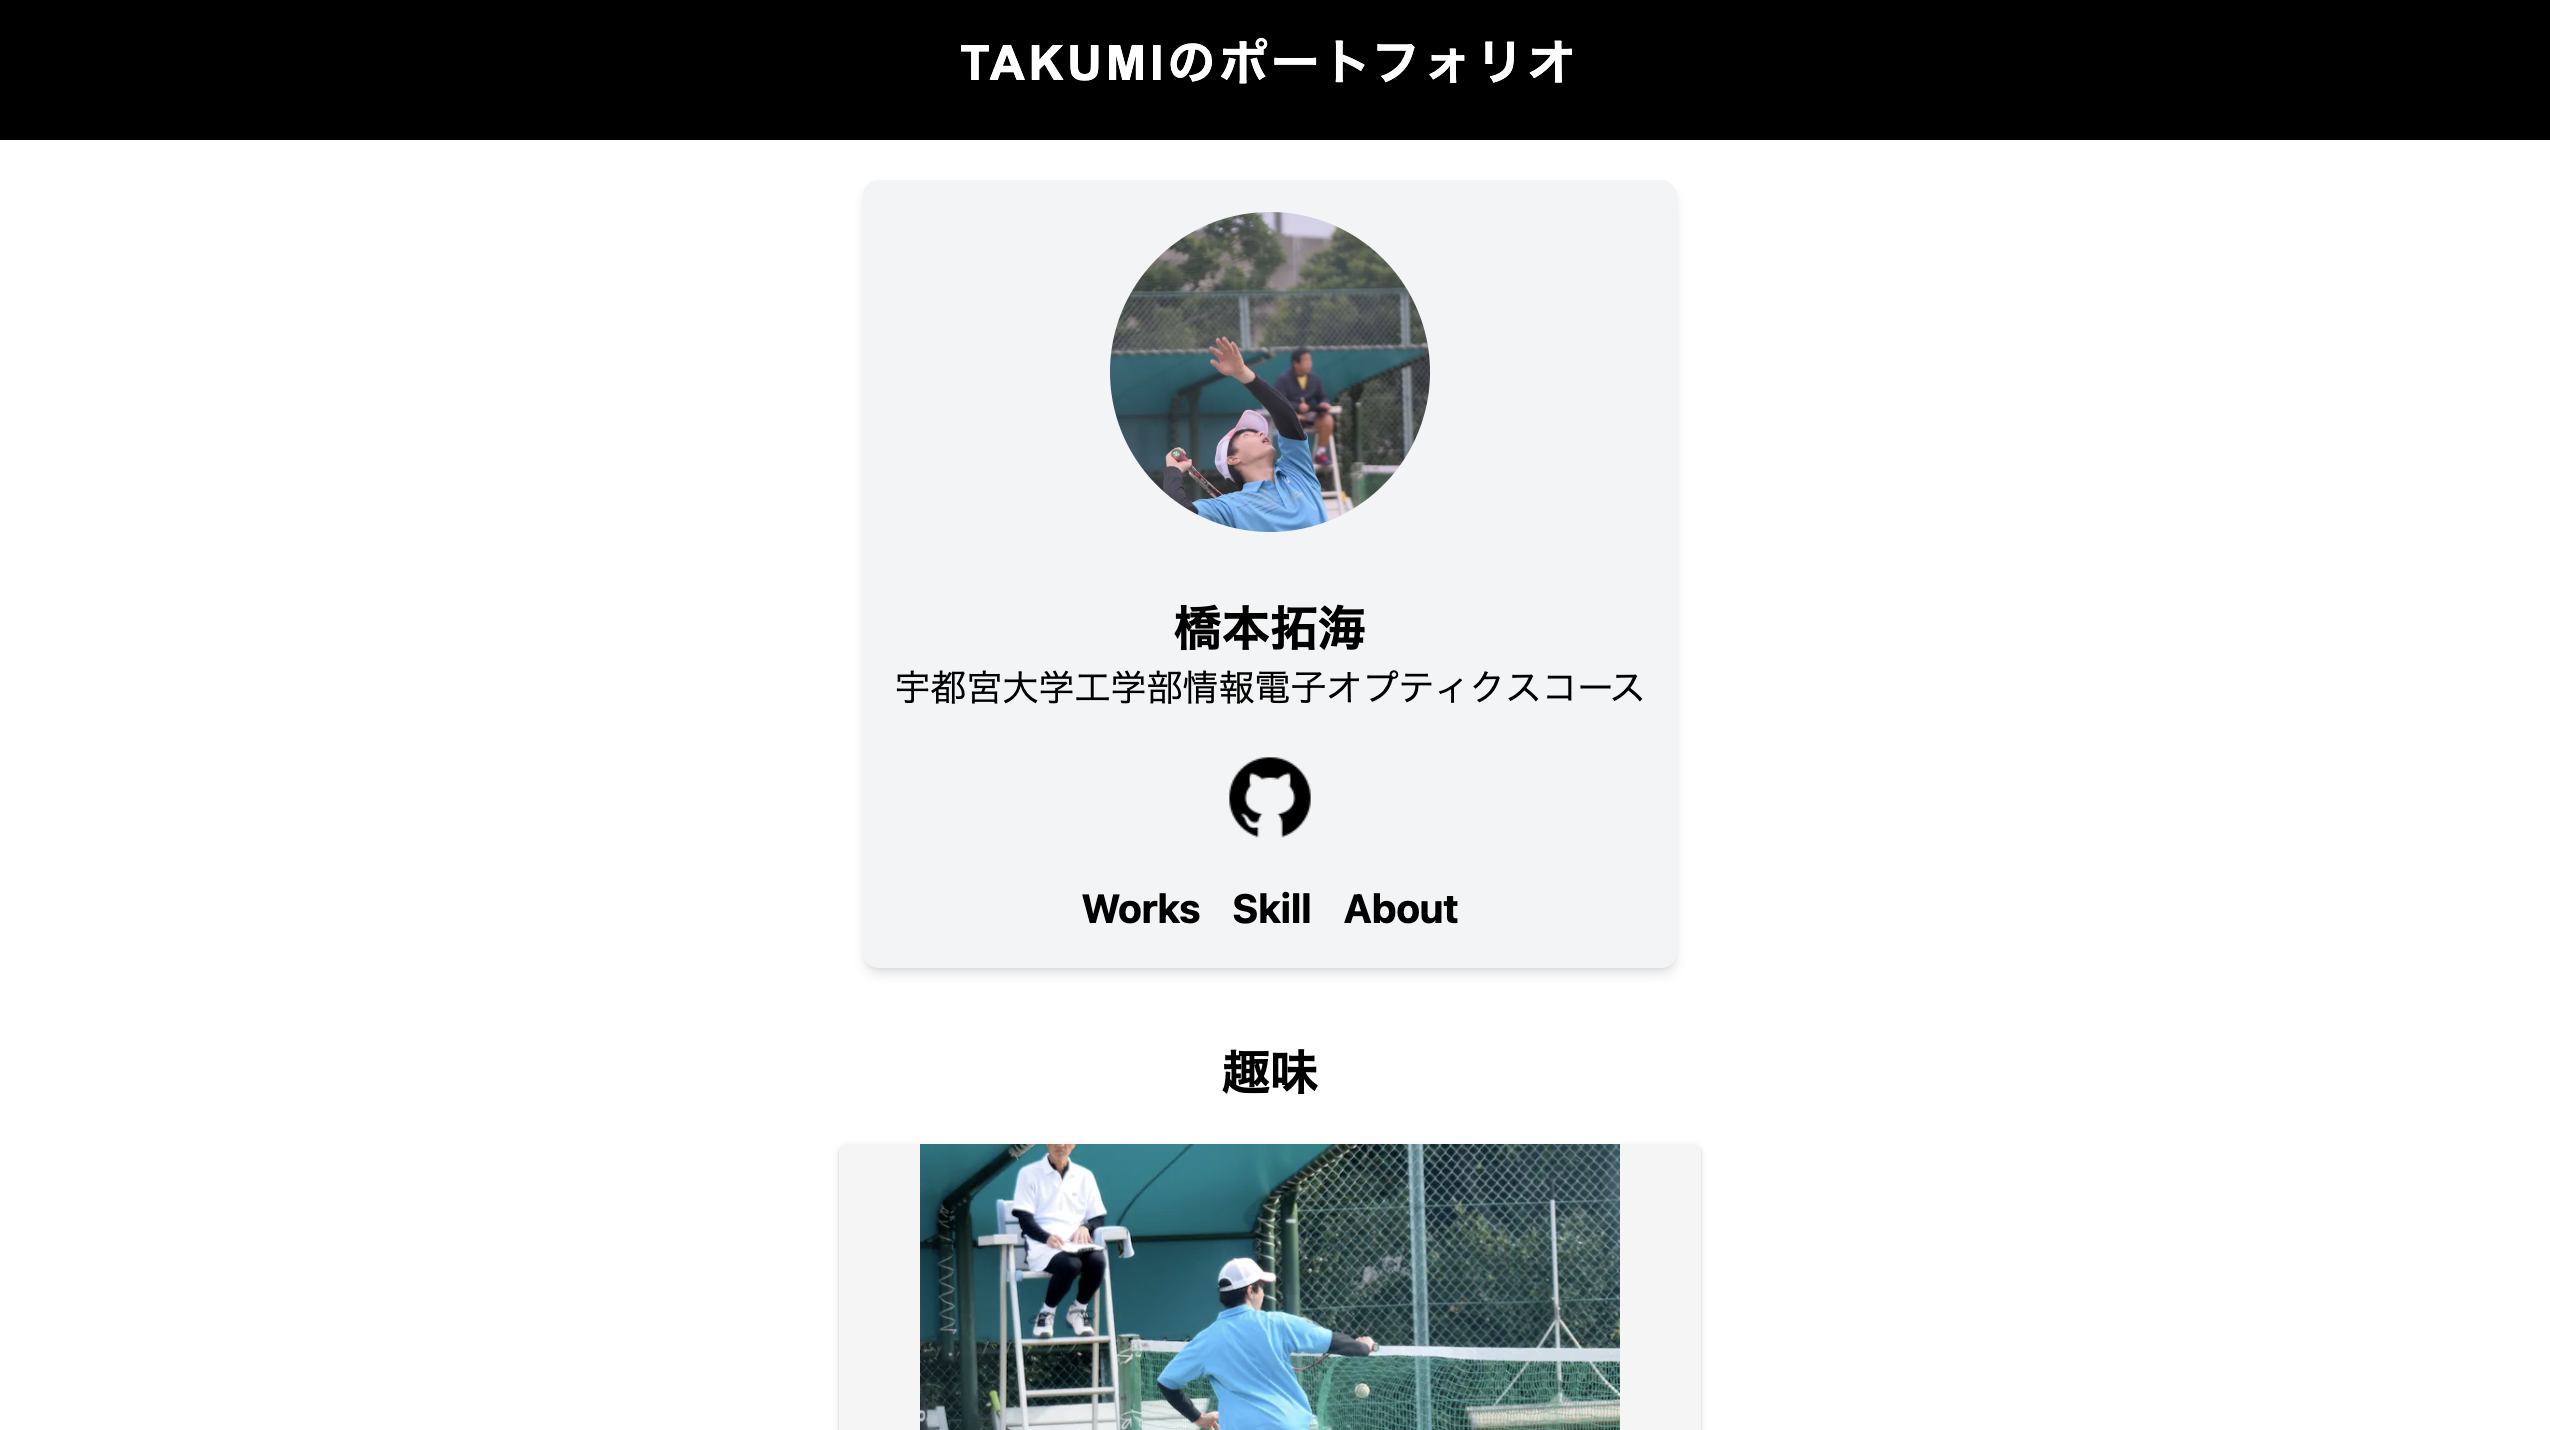 TAKUMIのポートフォリオ
橋本拓海
宇都宮大学工学部情報電子オプティクスコース
Works Skill About
趣味